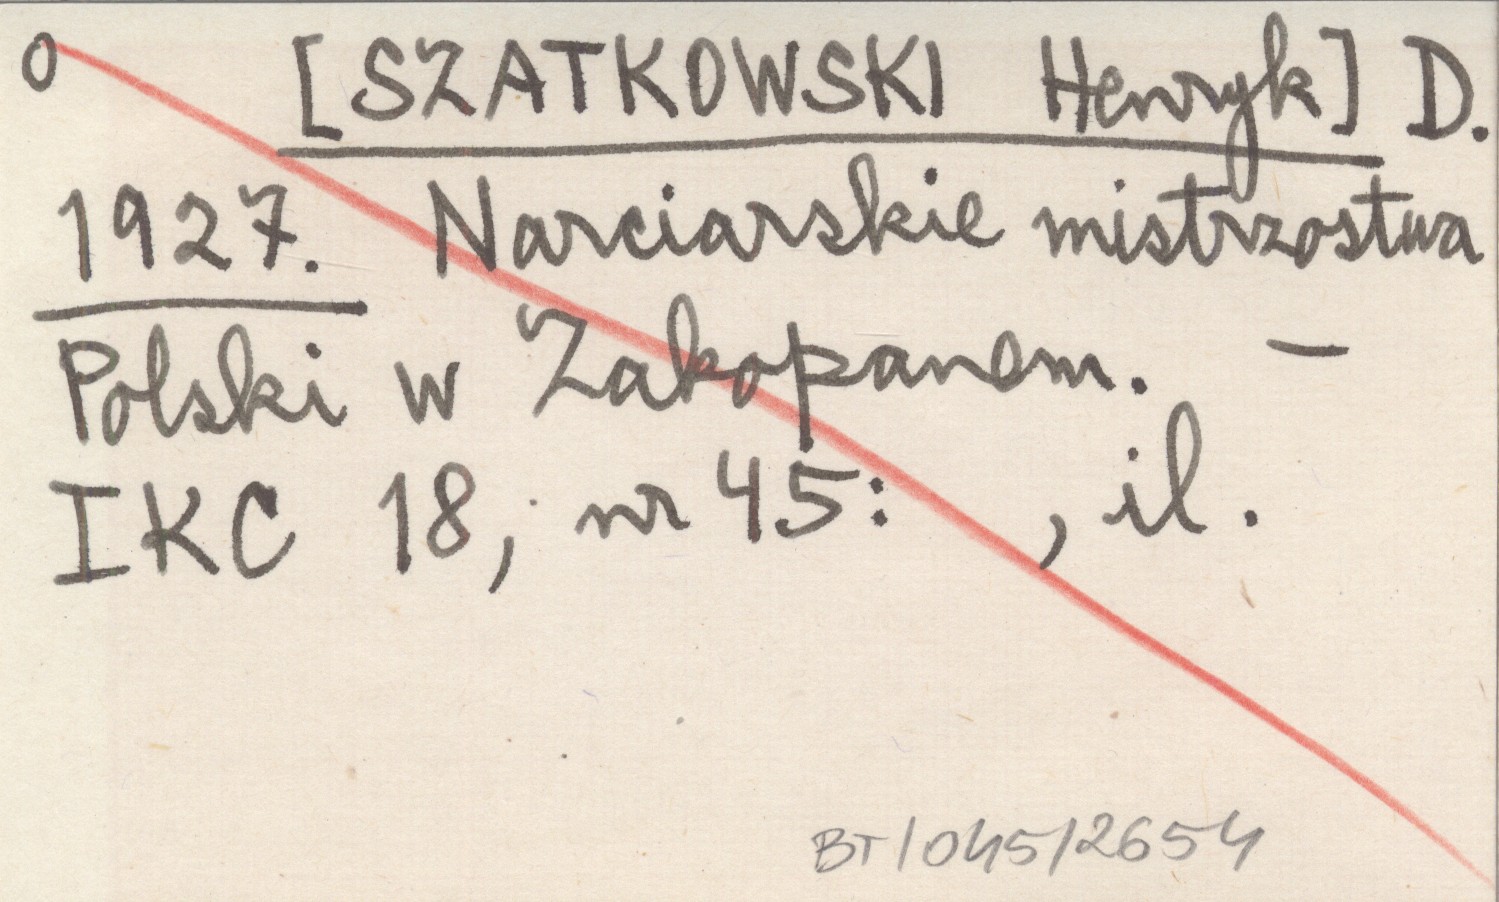 0 [SZATKOWSKI Henryk] D.
1927. Narciarskie mistrzostwa
Polski w Zakopanem. –
IKC 18, nr 45: , il.
BT/045/2654